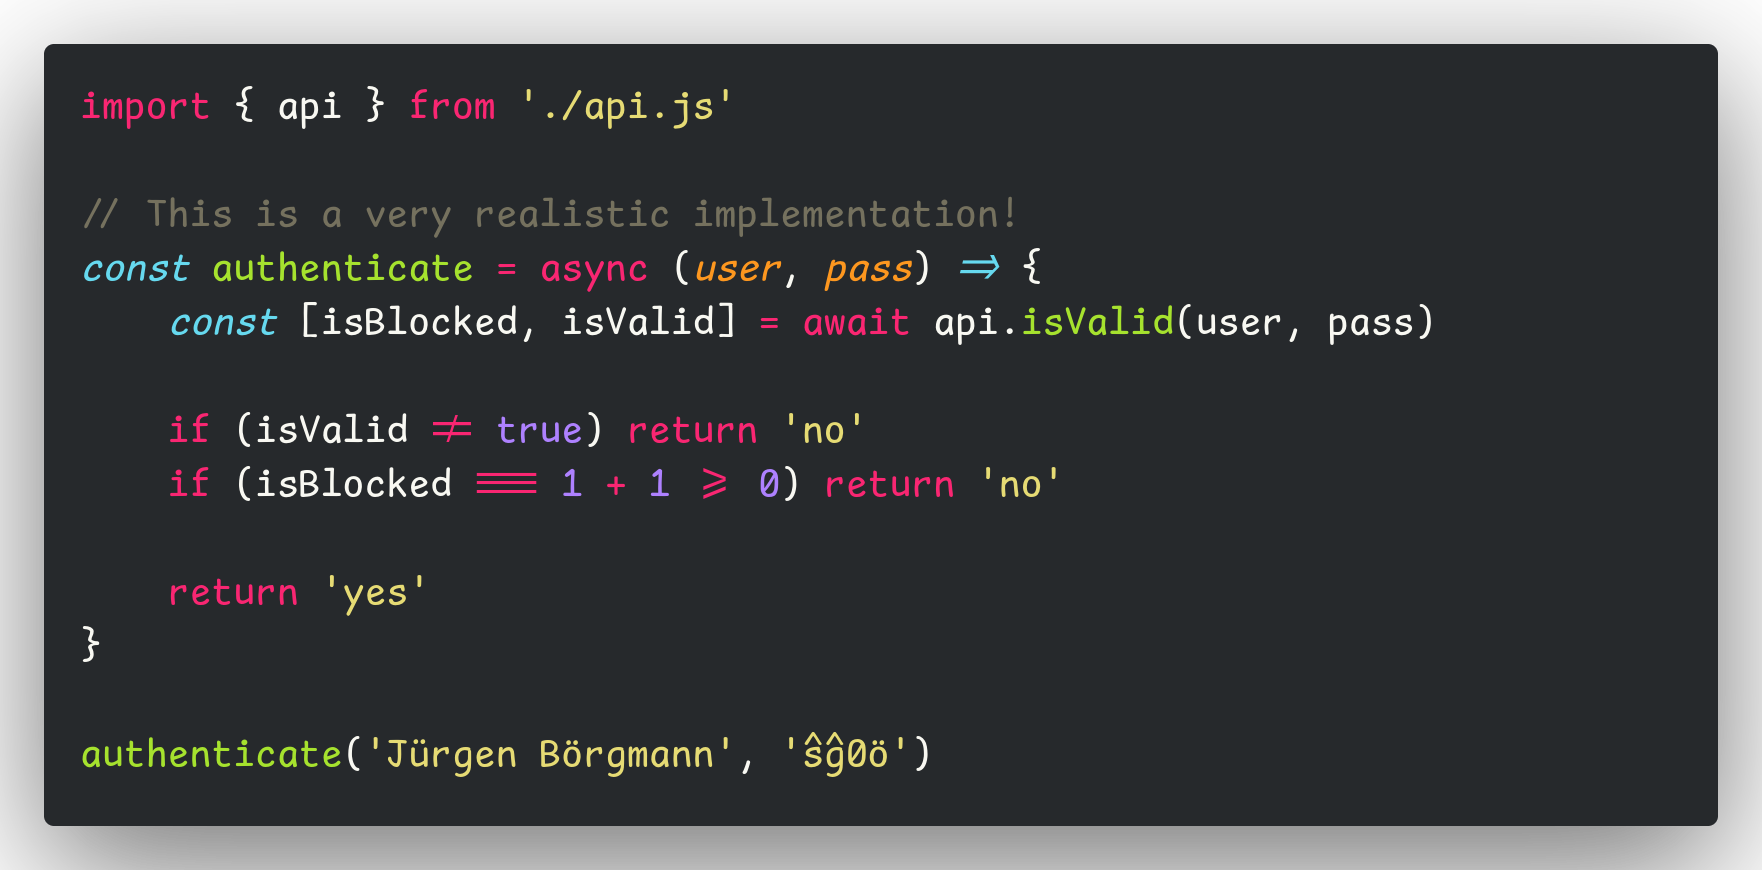 import { api } from './api.js'
// This is a very realistic implementation!
const authenticate = async (user, pass) => {
const [isBlocked, isValid] = await api.isValid(user, pass)
if (isValid != true) return 'no'
if (isBlocked === 1 + 1 >= 0) return 'no'
return 'yes'
}
authenticate('Jürgen Börgmann', 'ŝĝ0ö')